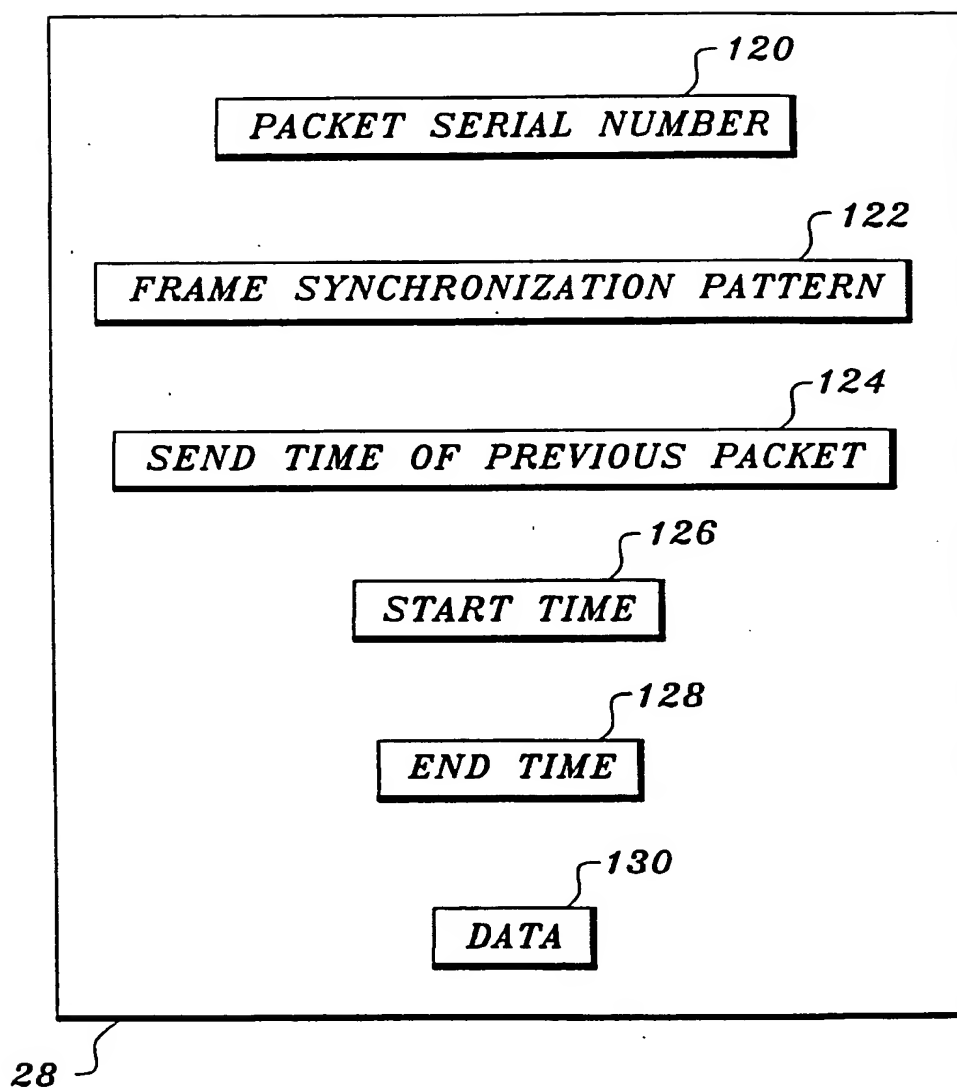 120
PACKET SERIAL NUMBER
122
FRAME SYNCHRONIZATION PATTERN
124
SEND TIME OF PREVIOUS PACKET
126
START TIME
128
END TIME
130
DATA
28